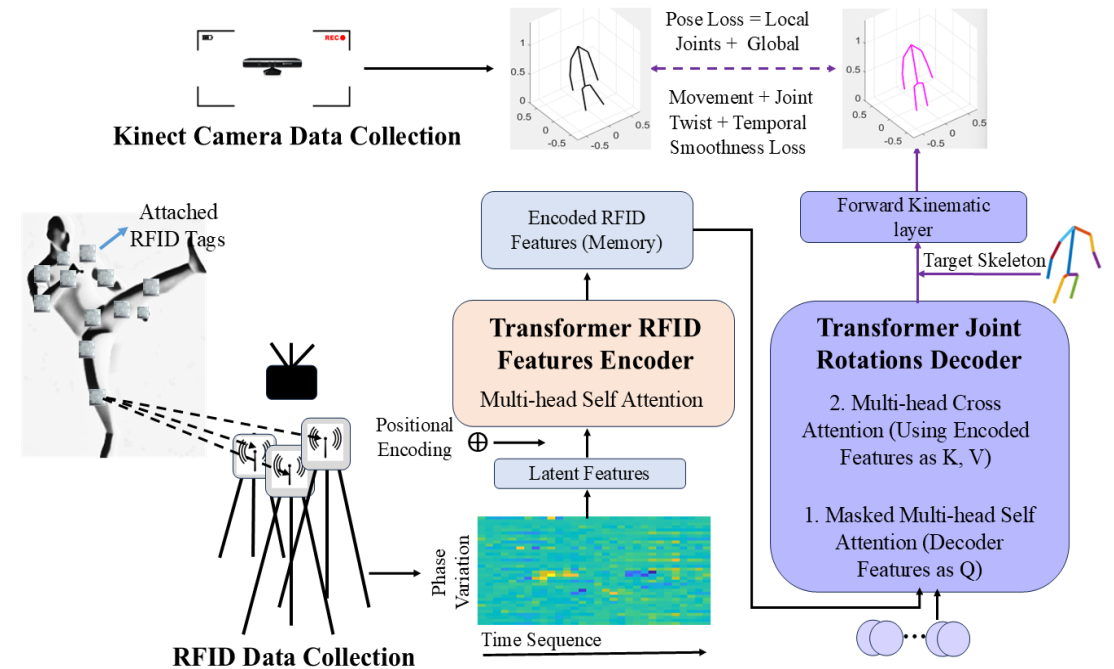 REC
Kinect Camera Data Collection
1
0.5
0
0.5
0
-0.5
-0.5
0
0.5
Pose Loss = Local
Joints + Global
Movement + Joint
Twist + Temporal
Smoothness Loss
1
0.5
0
0.5
0
-0.5
-0.5
0
0.5
Attached
RFID Tags
Encoded RFID
Features (Memory)
Forward Kinematic
layer
Target Skeleton
Transformer RFID
Features Encoder
Multi-head Self Attention
Transformer Joint
Rotations Decoder
2. Multi-head Cross
Attention (Using Encoded
Features as K, V)
1. Masked Multi-head Self
Attention (Decoder
Features as Q)
Positional
Encoding
Latent Features
Phase
Variation
Time Sequence
RFID Data Collection